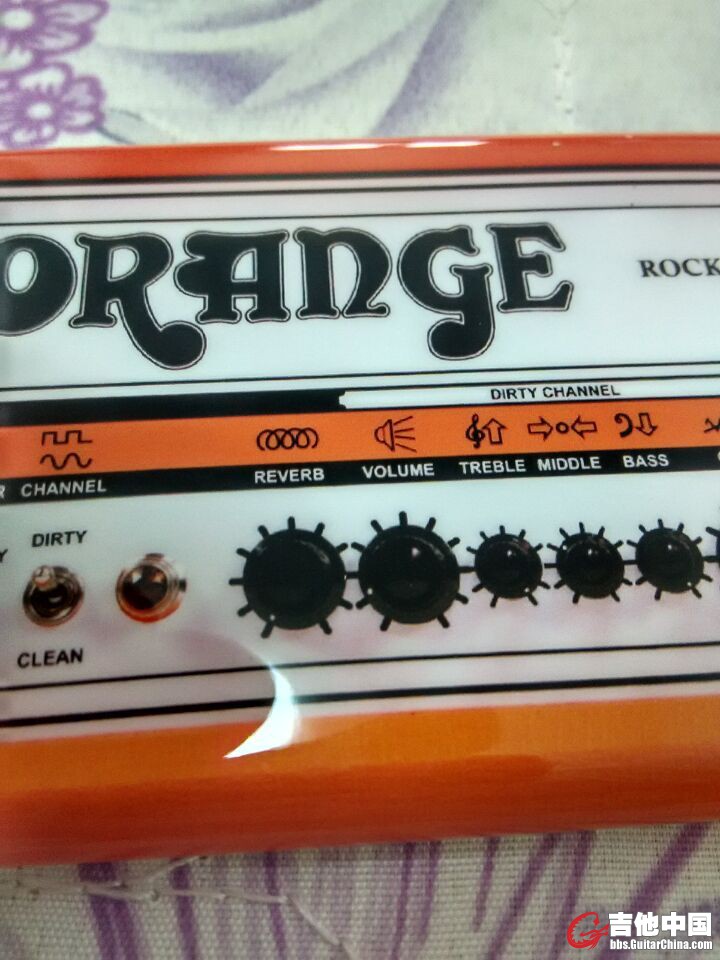 ORANGE
ROCK
DIRTY CHANNEL
R CHANNEL REVERB VOLUME TREBLE MIDDLE BASS
Y DIRTY
CLEAN
吉他中国
bbs.GuitarChina.com